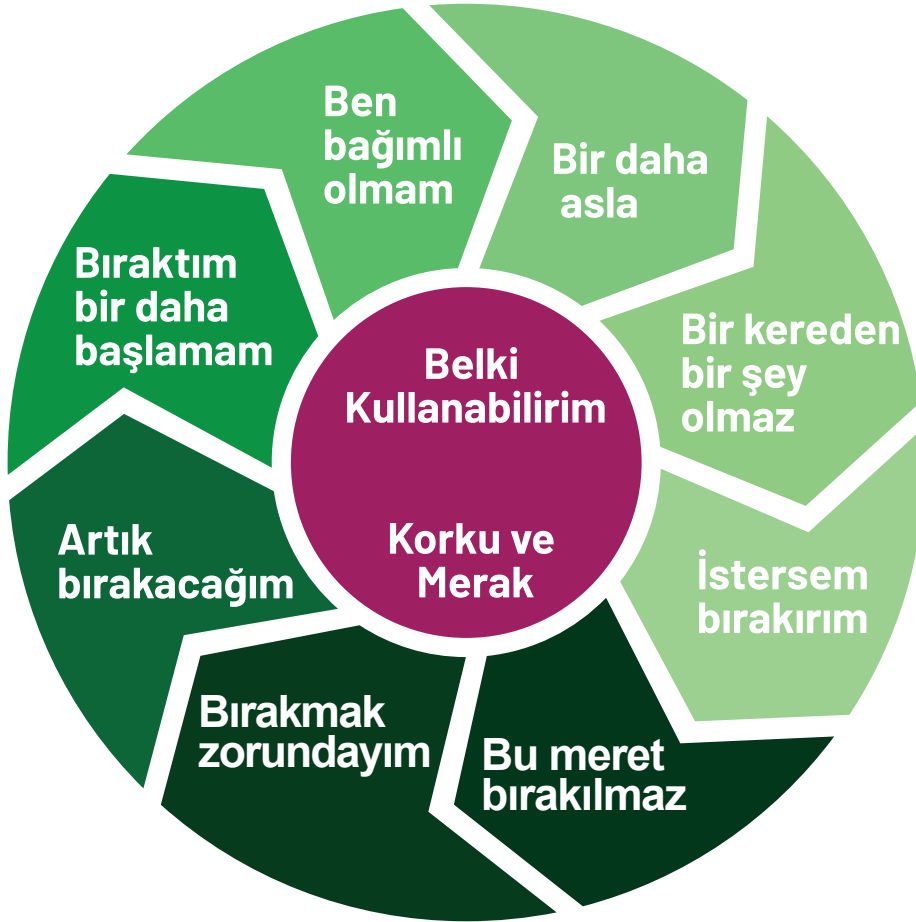 Ben
bağımlı
olmam
Bir daha
asla
Bir kereden
bir şey
olmaz
İstersem
bırakırım
Bu meret
bırakılmaz
Bırakmak
zorundayım
Artık
bırakacağım
Bıraktım
bir daha
başlamam
Belki
Kullanabilirim
Korku ve
Merak